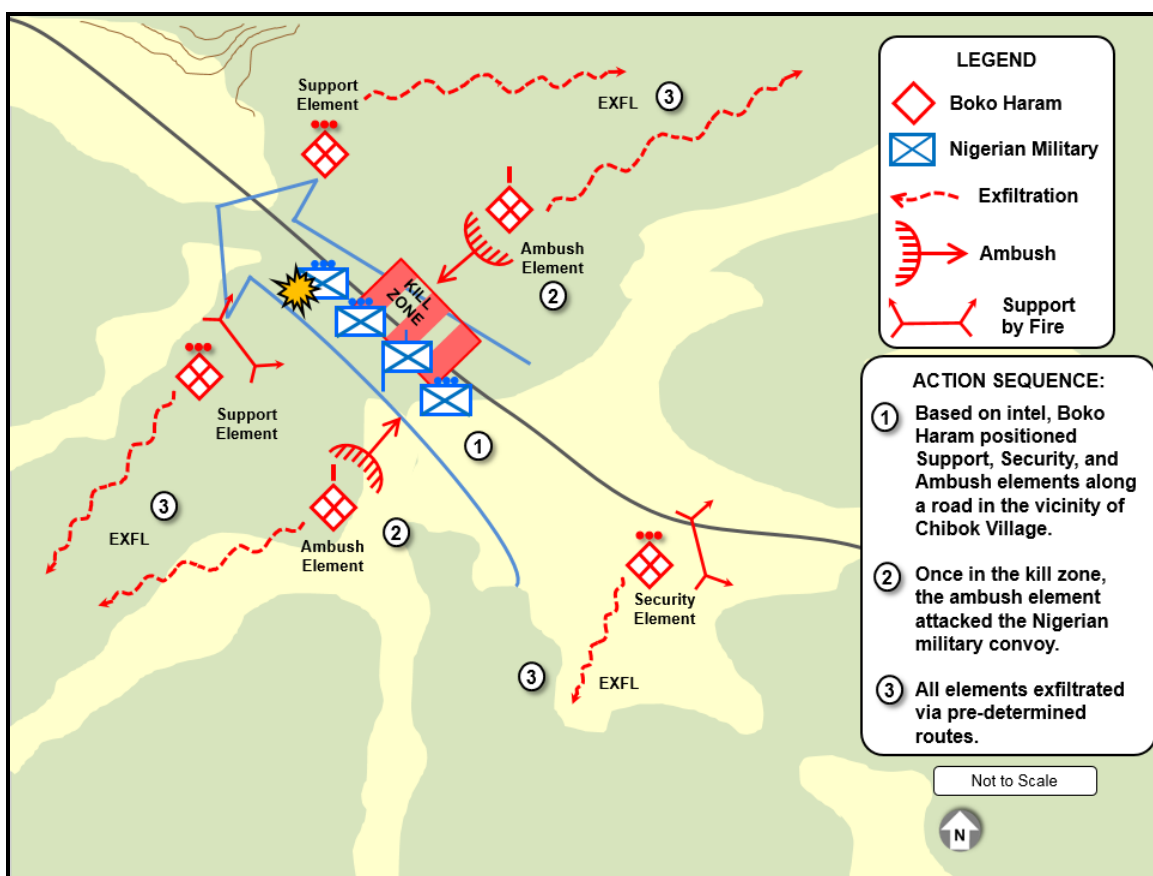 Support
Element
EXFL
3
Ambush
Element
2
KILL
ZONE
Support
Element
1
3
EXFL
Ambush
Element
2
Security
Element
3
EXFL
LEGEND
Boko Haram
Nigerian Military
Exfiltration
Ambush
Support
by Fire
ACTION SEQUENCE:
1 Based on intel, Boko
Haram positioned
Support, Security, and
Ambush elements along
a road in the vicinity of
Chibok Village.
2 Once in the kill zone,
the ambush element
attacked the Nigerian
military convoy.
3 All elements exfiltrated
via pre-determined
routes.
Not to Scale
N